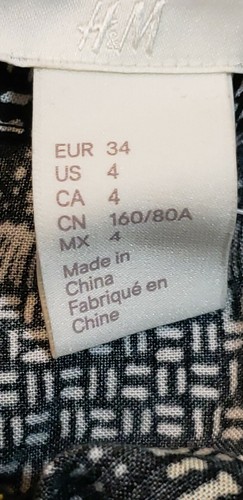 H&M
EUR 34
US 4
CA 4
CN 160/80A
MX 4
Made in
China
Fabriqué en
Chine